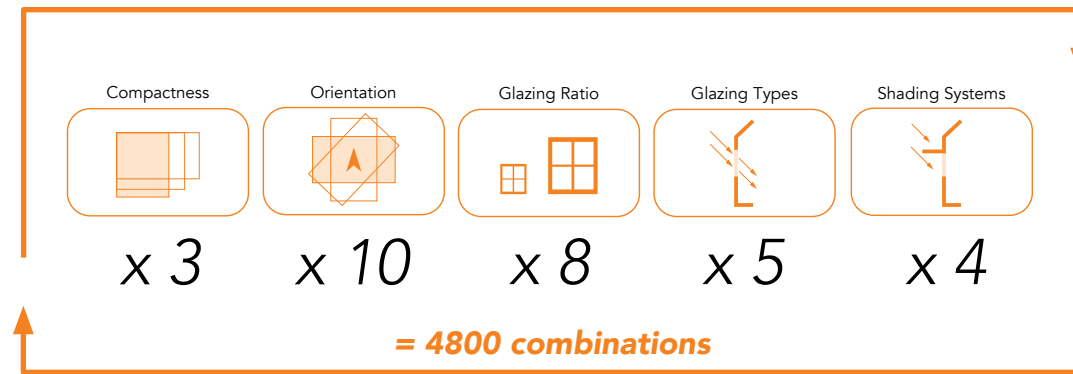 Compactness Orientation Glazing Ratio Glazing Types Shading Systems
x 3 x 10 x 8 x 5 x 4
= 4800 combinations